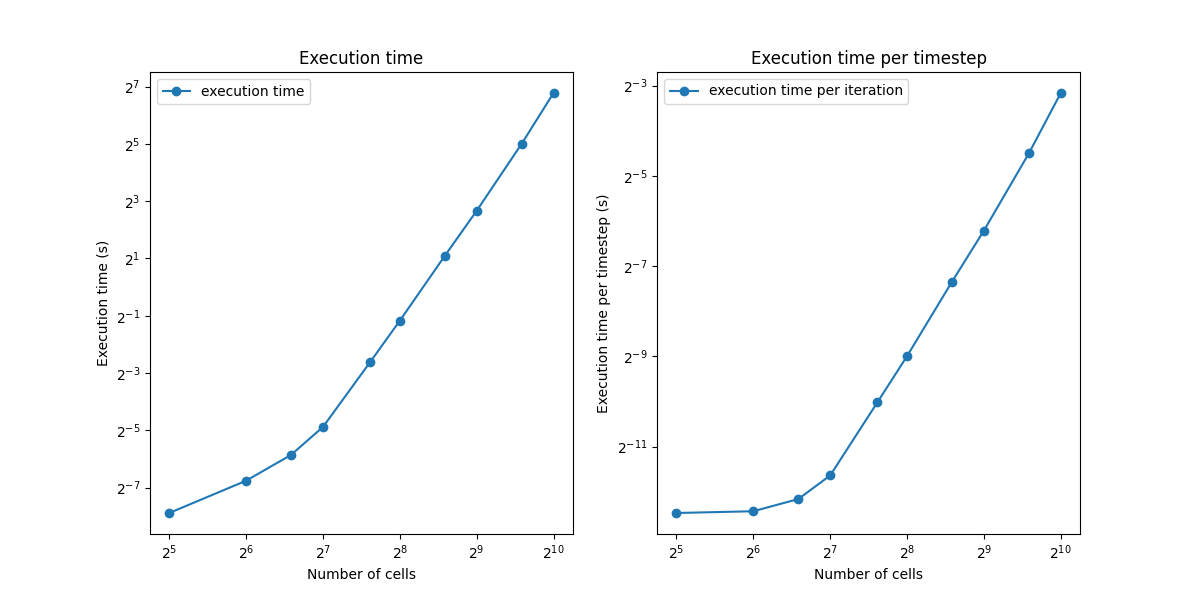 Execution time
execution time
Execution time (s)
2^7
2^5
2^3
2^1
2^−1
2^−3
2^−5
2^−7
2^5 2^6 2^7 2^8 2^9 2^10
Number of cells
Execution time per timestep
execution time per iteration
Execution time per timestep (s)
2^−3
2^−5
2^−7
2^−9
2^−11
2^5 2^6 2^7 2^8 2^9 2^10
Number of cells